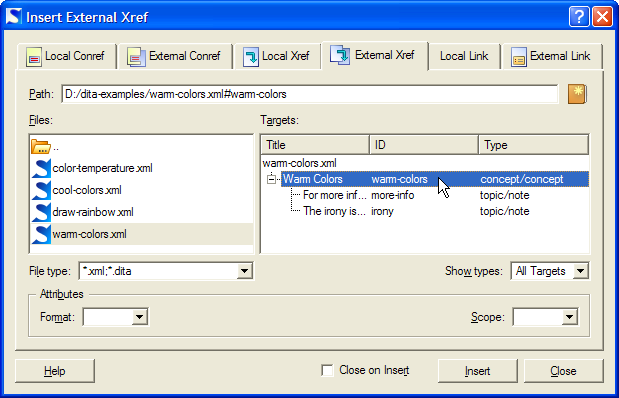 Insert External Xref
Local Conref External Conref Local Xref External Xref Local Link External Link
Path: D:/dita-examples/warm-colors.xml#warm-colors
Files: Targets:
..
color-temperature.xml
cool-colors.xml
draw-rainbow.xml
warm-colors.xml
Title ID Type
warm-colors.xml
Warm Colors warm-colors concept/concept
For more inf... more-info topic/note
The irony is... irony topic/note
File type: *.xml;*.dita Show types: All Targets
Attributes
Format: Scope:
Help Close on Insert Insert Close